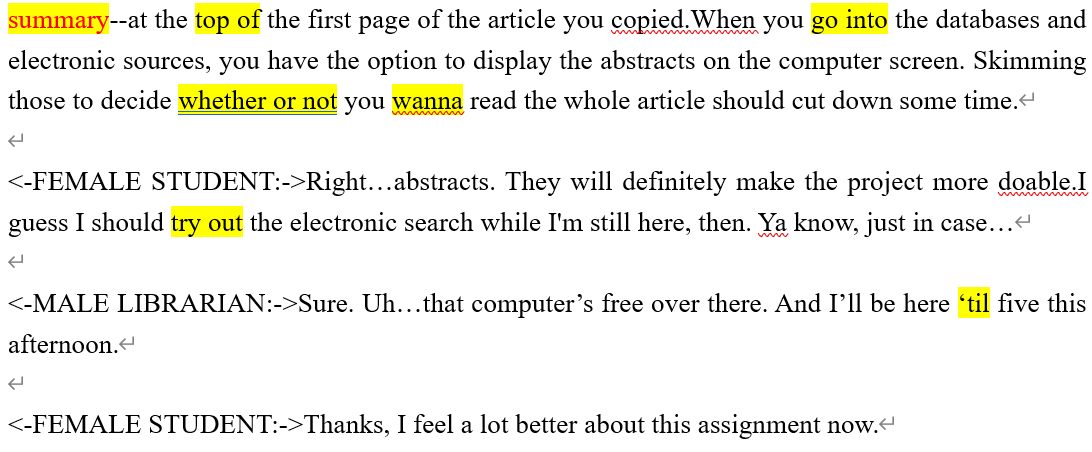 summary--at the top of the first page of the article you copied.When you go into the databases and
electronic sources, you have the option to display the abstracts on the computer screen. Skimming
those to decide whether or not you wanna read the whole article should cut down some time.↵
↵
<-FEMALE STUDENT:->Right…abstracts. They will definitely make the project more doable.I
guess I should try out the electronic search while I'm still here, then. Ya know, just in case…↵
↵
<-MALE LIBRARIAN:->Sure. Uh…that computer’s free over there. And I’ll be here ‘til five this
afternoon.↵
↵
<-FEMALE STUDENT:->Thanks, I feel a lot better about this assignment now.↵